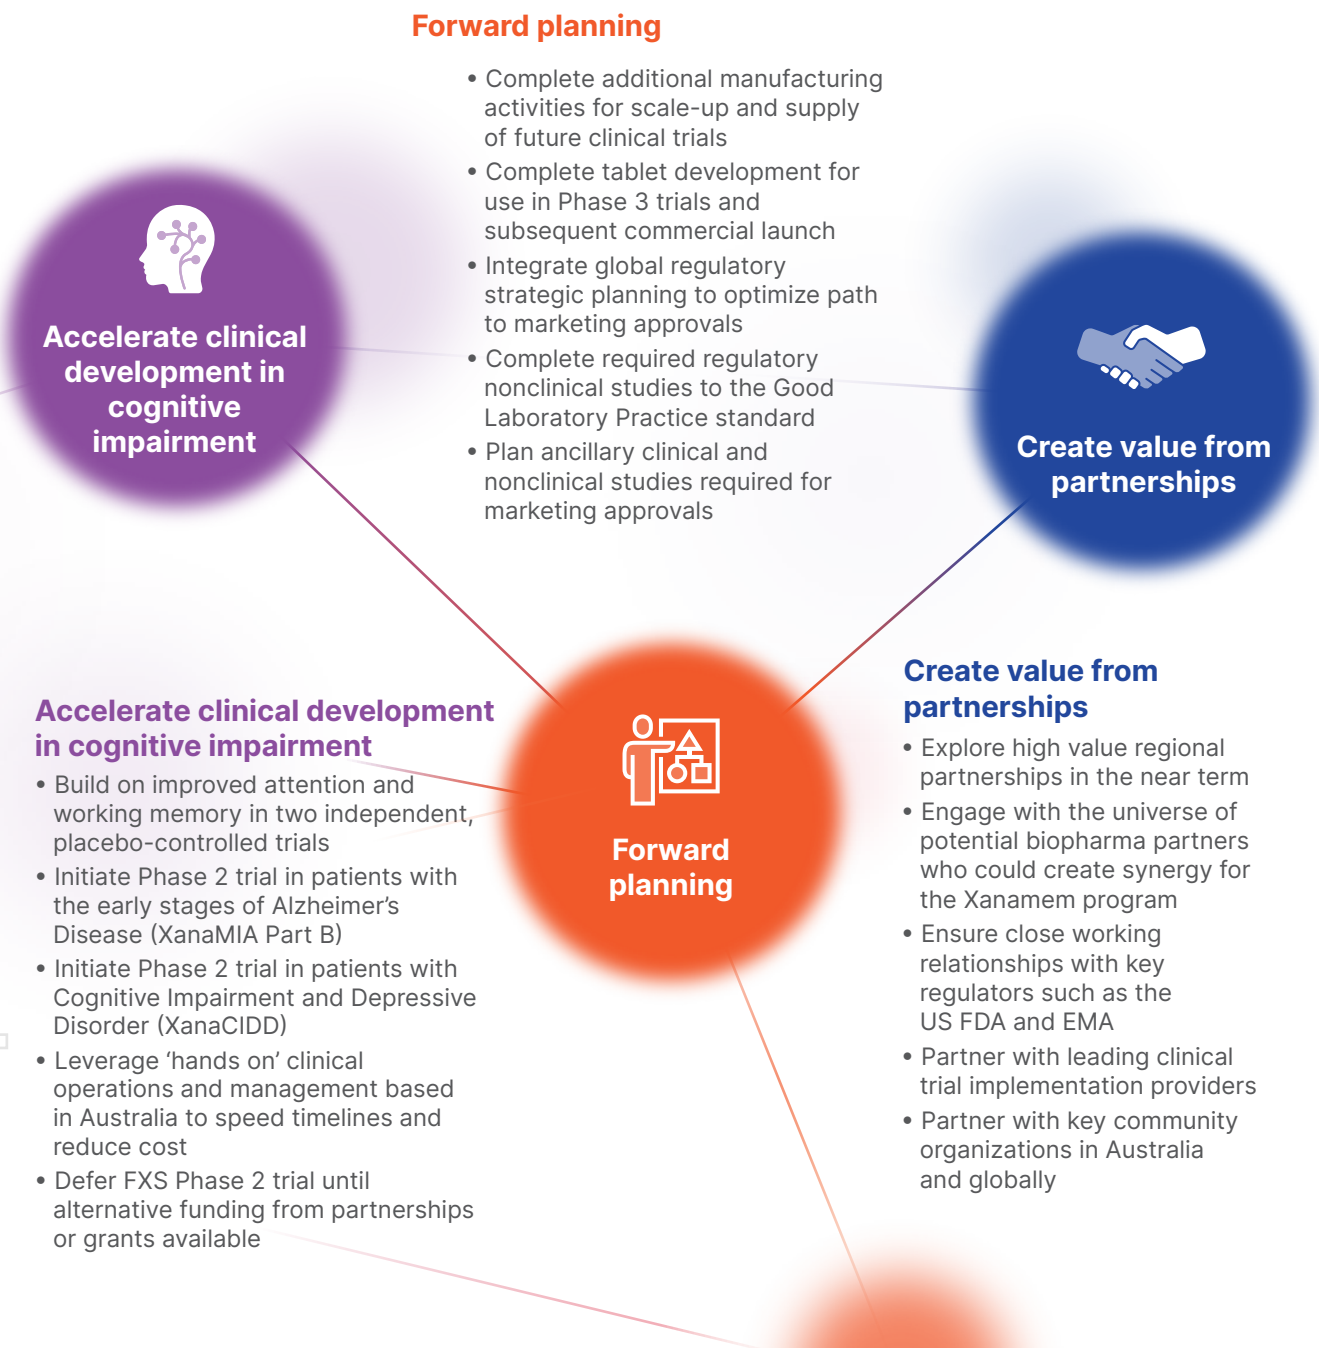 Forward planning
• Complete additional manufacturing
activities for scale-up and supply
of future clinical trials
• Complete tablet development for
use in Phase 3 trials and
subsequent commercial launch
• Integrate global regulatory
strategic planning to optimize path
to marketing approvals
• Complete required regulatory
nonclinical studies to the Good
Laboratory Practice standard
• Plan ancillary clinical and
nonclinical studies required for
marketing approvals
Accelerate clinical
development in
cognitive
impairment
Create value from
partnerships
Forward
planning
Accelerate clinical development
in cognitive impairment
• Build on improved attention and
working memory in two independent,
placebo-controlled trials
• Initiate Phase 2 trial in patients with
the early stages of Alzheimer’s
Disease (XanaMIA Part B)
• Initiate Phase 2 trial in patients with
Cognitive Impairment and Depressive
Disorder (XanaCIDD)
• Leverage ‘hands on’ clinical
operations and management based
in Australia to speed timelines and
reduce cost
• Defer FXS Phase 2 trial until
alternative funding from partnerships
or grants available
Create value from
partnerships
• Explore high value regional
partnerships in the near term
• Engage with the universe of
potential biopharma partners
who could create synergy for
the Xanamem program
• Ensure close working
relationships with key
regulators such as the
US FDA and EMA
• Partner with leading clinical
trial implementation providers
• Partner with key community
organizations in Australia
and globally